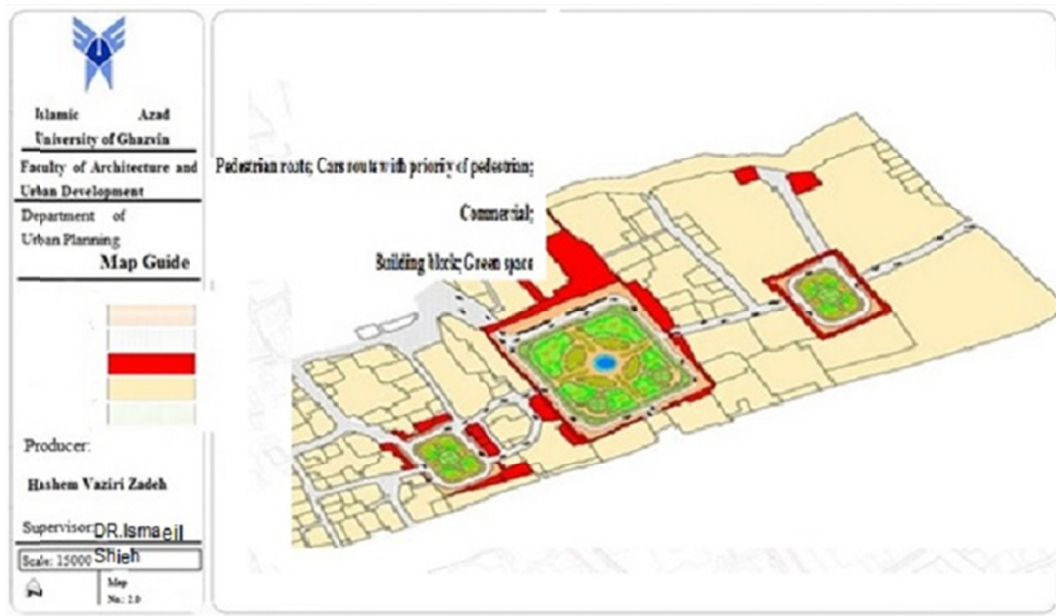 Islamic Azad
University of Ghazvin
Faculty of Architecture and
Urban Development
Department of
Urban Planning
Map Guide
Producer:
Hashem Vaziri Zadeh
Supervisor: DR.Ismaeil
Shieh
Scale: 15000
Map
No.: 2.0
Pedestrian route; Cars route with priority of pedestrian;
Commercial;
Building block; Green space